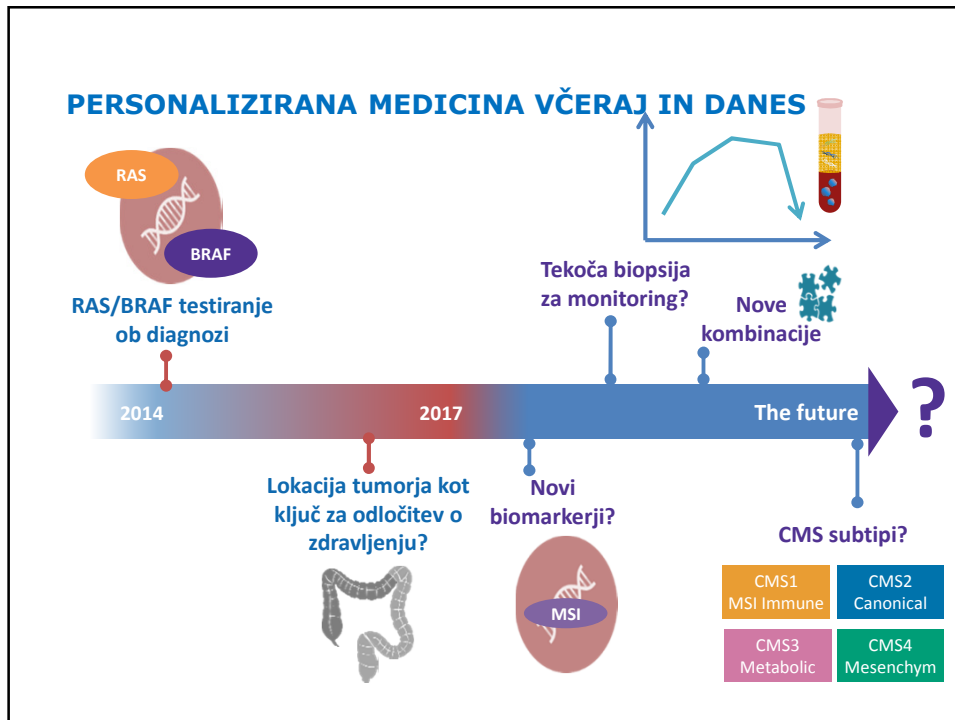 PERSONALIZIRANA MEDICINA VČERAJ IN DANES
RAS
BRAF
RAS/BRAF testiranje
ob diagnozi
Tekoča biopsija
za monitoring?
Nove
kombinacije
2014
2017
The future
?
Lokacija tumorja kot
ključ za odločitev o
zdravljenju?
Novi
biomarkerji?
MSI
CMS subtipi?
CMS1
MSI Immune
CMS2
Canonical
CMS3
Metabolic
CMS4
Mesenchym